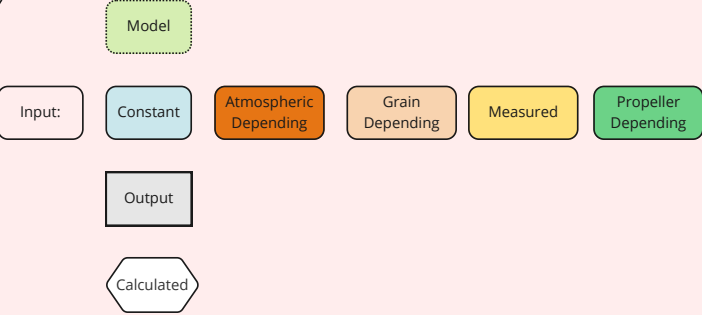 Model
Input:
Constant
Atmospheric
Depending
Grain
Depending
Measured
Propeller
Depending
Output
Calculated